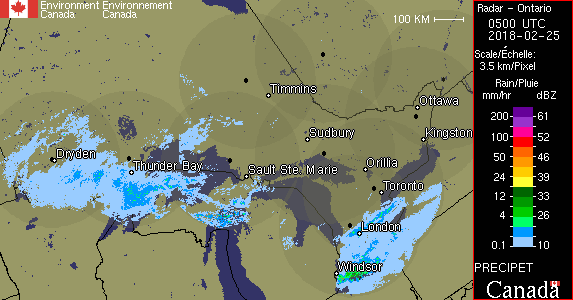 Environment Environnement
Canada Canada
100 KM
Timmins
Ottawa
Sudbury
Kingston
Dryden
Thunder Bay
Sault Ste. Marie
Orillia
Toronto
London
Windsor
Radar - Ontario
0500 UTC
2018-02-25
Scale/Échelle:
3.5 km/Pixel
Rain/Pluie
mm/hr dBZ
200 61
100 52
50 46
24 39
12 33
4 26
0.1 10
PRECIPET
Canada